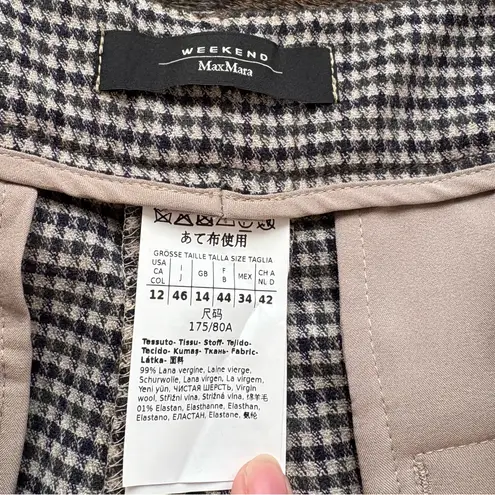 WEEKEND
MaxMara
あて布使用
GRÖSSE TAILLE TALLA SIZE TAGLIA
USA CA COL I J GB F B MEX CH A NL D
12 46 14 44 34 42
尺码
175/80A
Tessuto- Tissu- Stoff- Tejido-
Tecido- Kumaş- Ткань- Fabric-
Látka- 面料
99% Lana vergine, Laine vierge,
Schurwolle, Lana virgen, Lã virgem,
Yeni yün, ЧИСТАЯ ШЕРСТЬ, Virgin
wool, Střižní vlna, Strižná vlna, 绵羊毛
01% Elastan, Elasthanne, Elasthan,
Elastano, ЕЛАСТАН, Elastane, 氨纶